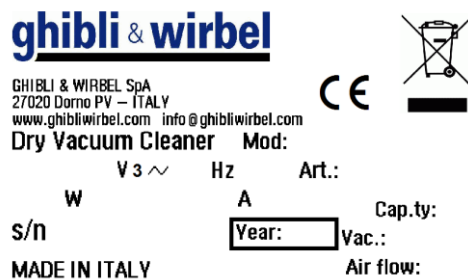 ghibli & wirbel
GHIBLI & WIRBEL SpA
27020 Dorno PV – ITALY
www.ghibliwirbel.com info@ghibliwirbel.com
CE
Dry Vacuum Cleaner Mod:
V 3 ~ Hz Art.:
W A Cap.ty:
s/n Year: Vac.:
MADE IN ITALY Air flow: